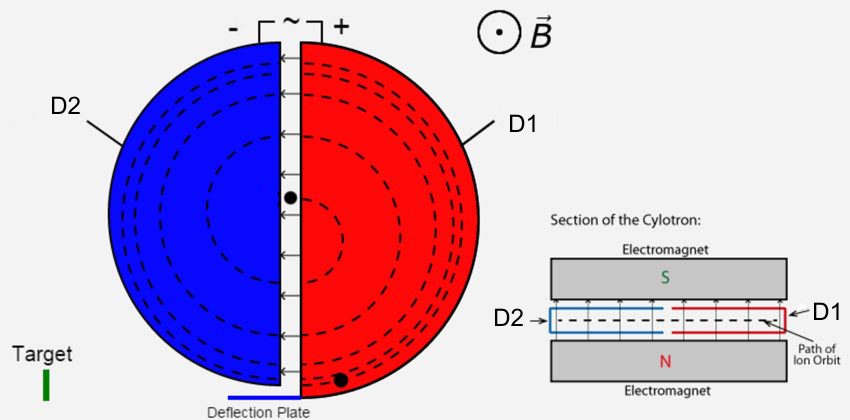 - ~ +
B⃗
D2
D1
Target
Deflection Plate
Section of the Cylotron:
Electromagnet
S
D2
D1
Path of
Ion Orbit
N
Electromagnet